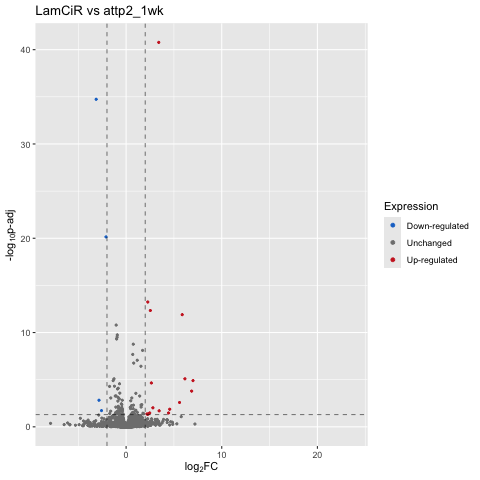 LamCiR vs attp2_1wk
40
30
20
10
0
-log10p-adj
0
10
20
log2FC
Expression
Down-regulated
Unchanged
Up-regulated